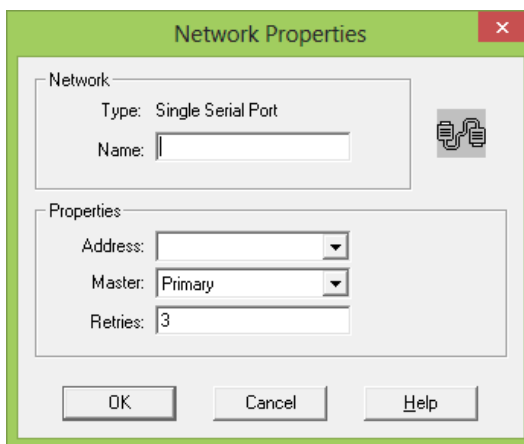 Network Properties
Network
Type: Single Serial Port
Name:
Properties
Address:
Master: Primary
Retries: 3
OK Cancel Help